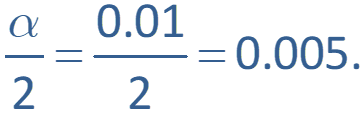 α/2 = 0.01/2 = 0.005.